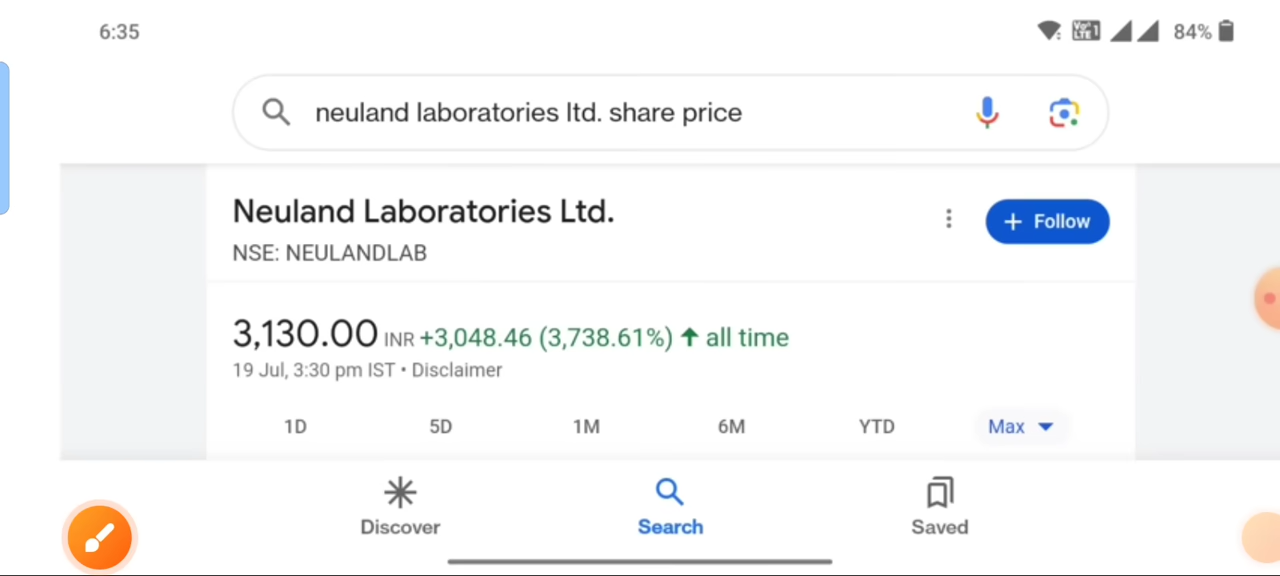 6:35
84%
neuland laboratories ltd. share price
Neuland Laboratories Ltd.
+ Follow
NSE: NEULANDLAB
3,130.00 INR +3,048.46 (3,738.61%) ↑ all time
19 Jul, 3:30 pm IST • Disclaimer
1D 5D 1M 6M YTD Max
Discover Search Saved